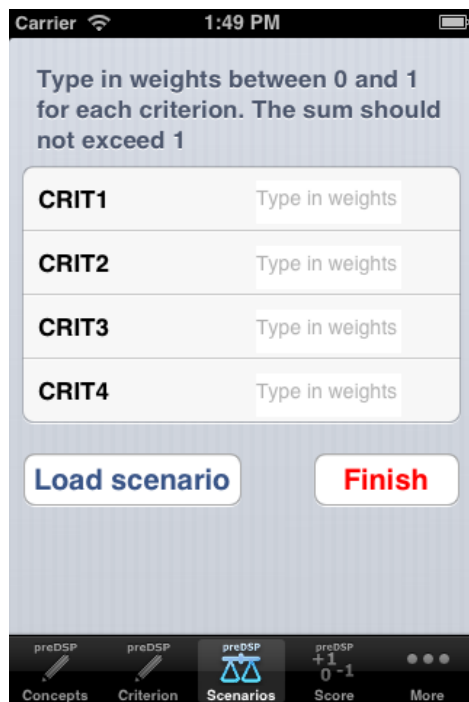 Carrier 1:49 PM
Type in weights between 0 and 1
for each criterion. The sum should
not exceed 1
CRIT1 Type in weights
CRIT2 Type in weights
CRIT3 Type in weights
CRIT4 Type in weights
Load scenario Finish
preDSP preDSP preDSP preDSP
+1
0 -1
Concepts Criterion Scenarios Score More